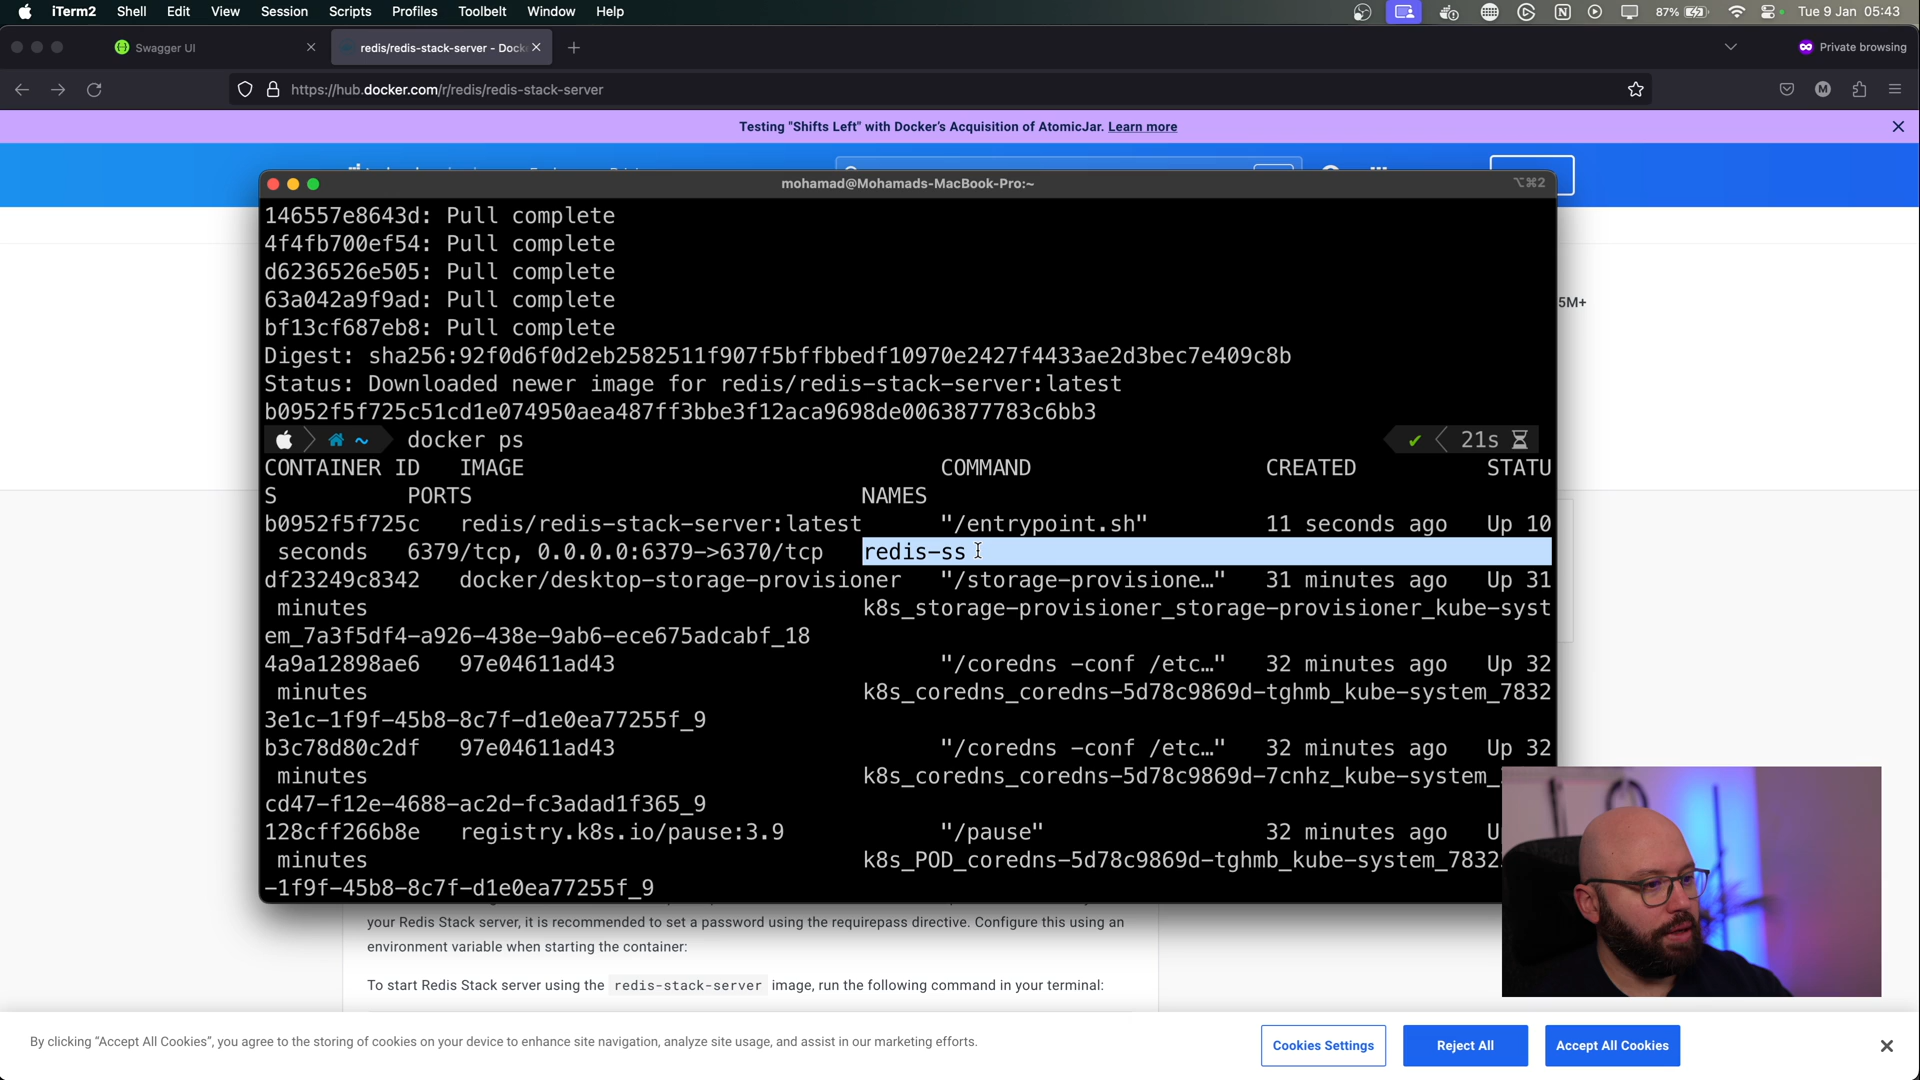 iTerm2 Shell Edit View Session Scripts Profiles Toolbelt Window Help 87% Tue 9 Jan 05:43
Swagger UI redis/redis-stack-server - Dock Private browsing
https://hub.docker.com/r/redis/redis-stack-server
Testing "Shifts Left" with Docker’s Acquisition of AtomicJar. Learn more
mohamad@Mohamads-MacBook-Pro:~ ⌥⌘2
146557e8643d: Pull complete
4f4fb700ef54: Pull complete
d6236526e505: Pull complete
63a042a9f9ad: Pull complete
5M+
bf13cf687eb8: Pull complete
Digest: sha256:92f0d6f0d2eb2582511f907f5bffbbedf10970e2427f4433ae2d3bec7e409c8b
Status: Downloaded newer image for redis/redis-stack-server:latest
b0952f5f725c51cd1e074950aea487ff3bbe3f12aca9698de0063877783c6bb3
~ docker ps ✔ 21s
CONTAINER ID IMAGE COMMAND CREATED STATU
S PORTS NAMES
b0952f5f725c redis/redis-stack-server:latest "/entrypoint.sh" 11 seconds ago Up 10
seconds 6379/tcp, 0.0.0.0:6379->6370/tcp redis-ss
df23249c8342 docker/desktop-storage-provisioner "/storage-provisione…" 31 minutes ago Up 31
minutes k8s_storage-provisioner_storage-provisioner_kube-syst
em_7a3f5df4-a926-438e-9ab6-ece675adcabf_18
4a9a12898ae6 97e04611ad43 "/coredns -conf /etc…" 32 minutes ago Up 32
minutes k8s_coredns_coredns-5d78c9869d-tghmb_kube-system_7832
3e1c-1f9f-45b8-8c7f-d1e0ea77255f_9
b3c78d80c2df 97e04611ad43 "/coredns -conf /etc…" 32 minutes ago Up 32
minutes k8s_coredns_coredns-5d78c9869d-7cnhz_kube-system_
cd47-f12e-4688-ac2d-fc3adad1f365_9
128cff266b8e registry.k8s.io/pause:3.9 "/pause" 32 minutes ago U
minutes k8s_POD_coredns-5d78c9869d-tghmb_kube-system_7832
-1f9f-45b8-8c7f-d1e0ea77255f_9
your Redis Stack server, it is recommended to set a password using the requirepass directive. Configure this using an
environment variable when starting the container:
To start Redis Stack server using the redis-stack-server image, run the following command in your terminal:
By clicking “Accept All Cookies”, you agree to the storing of cookies on your device to enhance site navigation, analyze site usage, and assist in our marketing efforts.
Cookies Settings Reject All Accept All Cookies